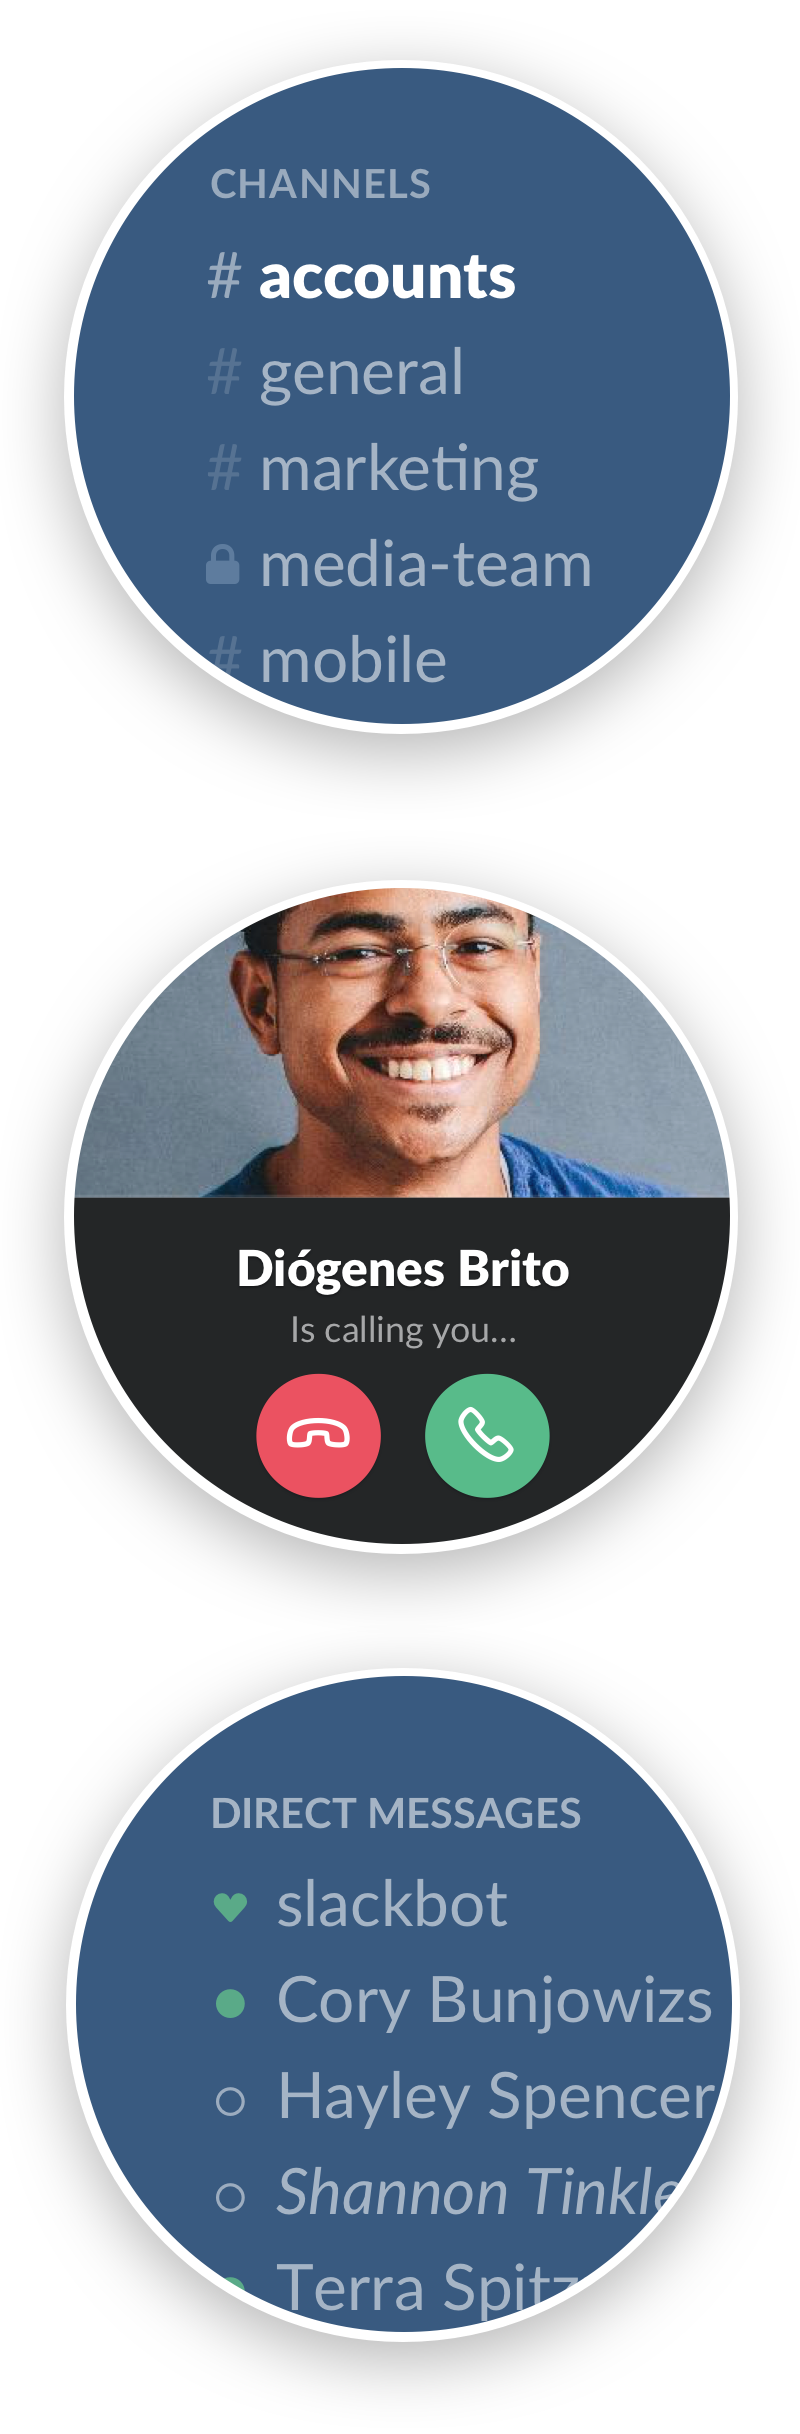 CHANNELS
# accounts
# general
# marketing
media-team
# mobile
Diógenes Brito
Is calling you...
DIRECT MESSAGES
slackbot
Cory Bunjowizs
Hayley Spencer
Shannon Tinkle
Terra Spitz